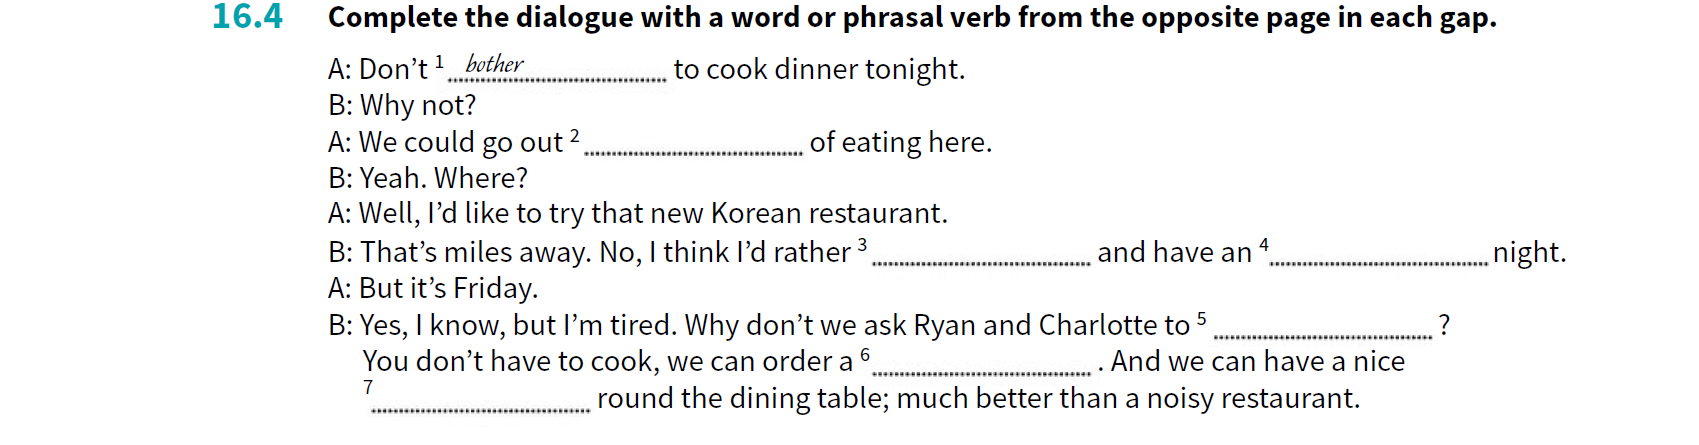 16.4 Complete the dialogue with a word or phrasal verb from the opposite page in each gap.
A: Don’t 1 bother to cook dinner tonight.
B: Why not?
A: We could go out 2 of eating here.
B: Yeah. Where?
A: Well, I’d like to try that new Korean restaurant.
B: That’s miles away. No, I think I’d rather 3 and have an 4 night.
A: But it’s Friday.
B: Yes, I know, but I’m tired. Why don’t we ask Ryan and Charlotte to 5 ?
You don’t have to cook, we can order a 6 . And we can have a nice
7 round the dining table; much better than a noisy restaurant.